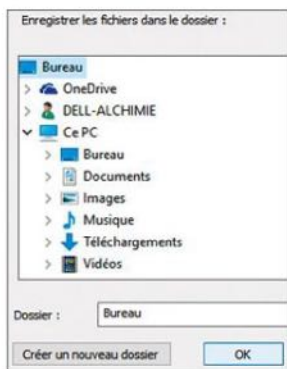 Enregistrer les fichiers dans le dossier :
Bureau
OneDrive
DELL-ALCHIMIE
Ce PC
Bureau
Documents
Images
Musique
Téléchargements
Vidéos
Dossier : Bureau
Créer un nouveau dossier OK